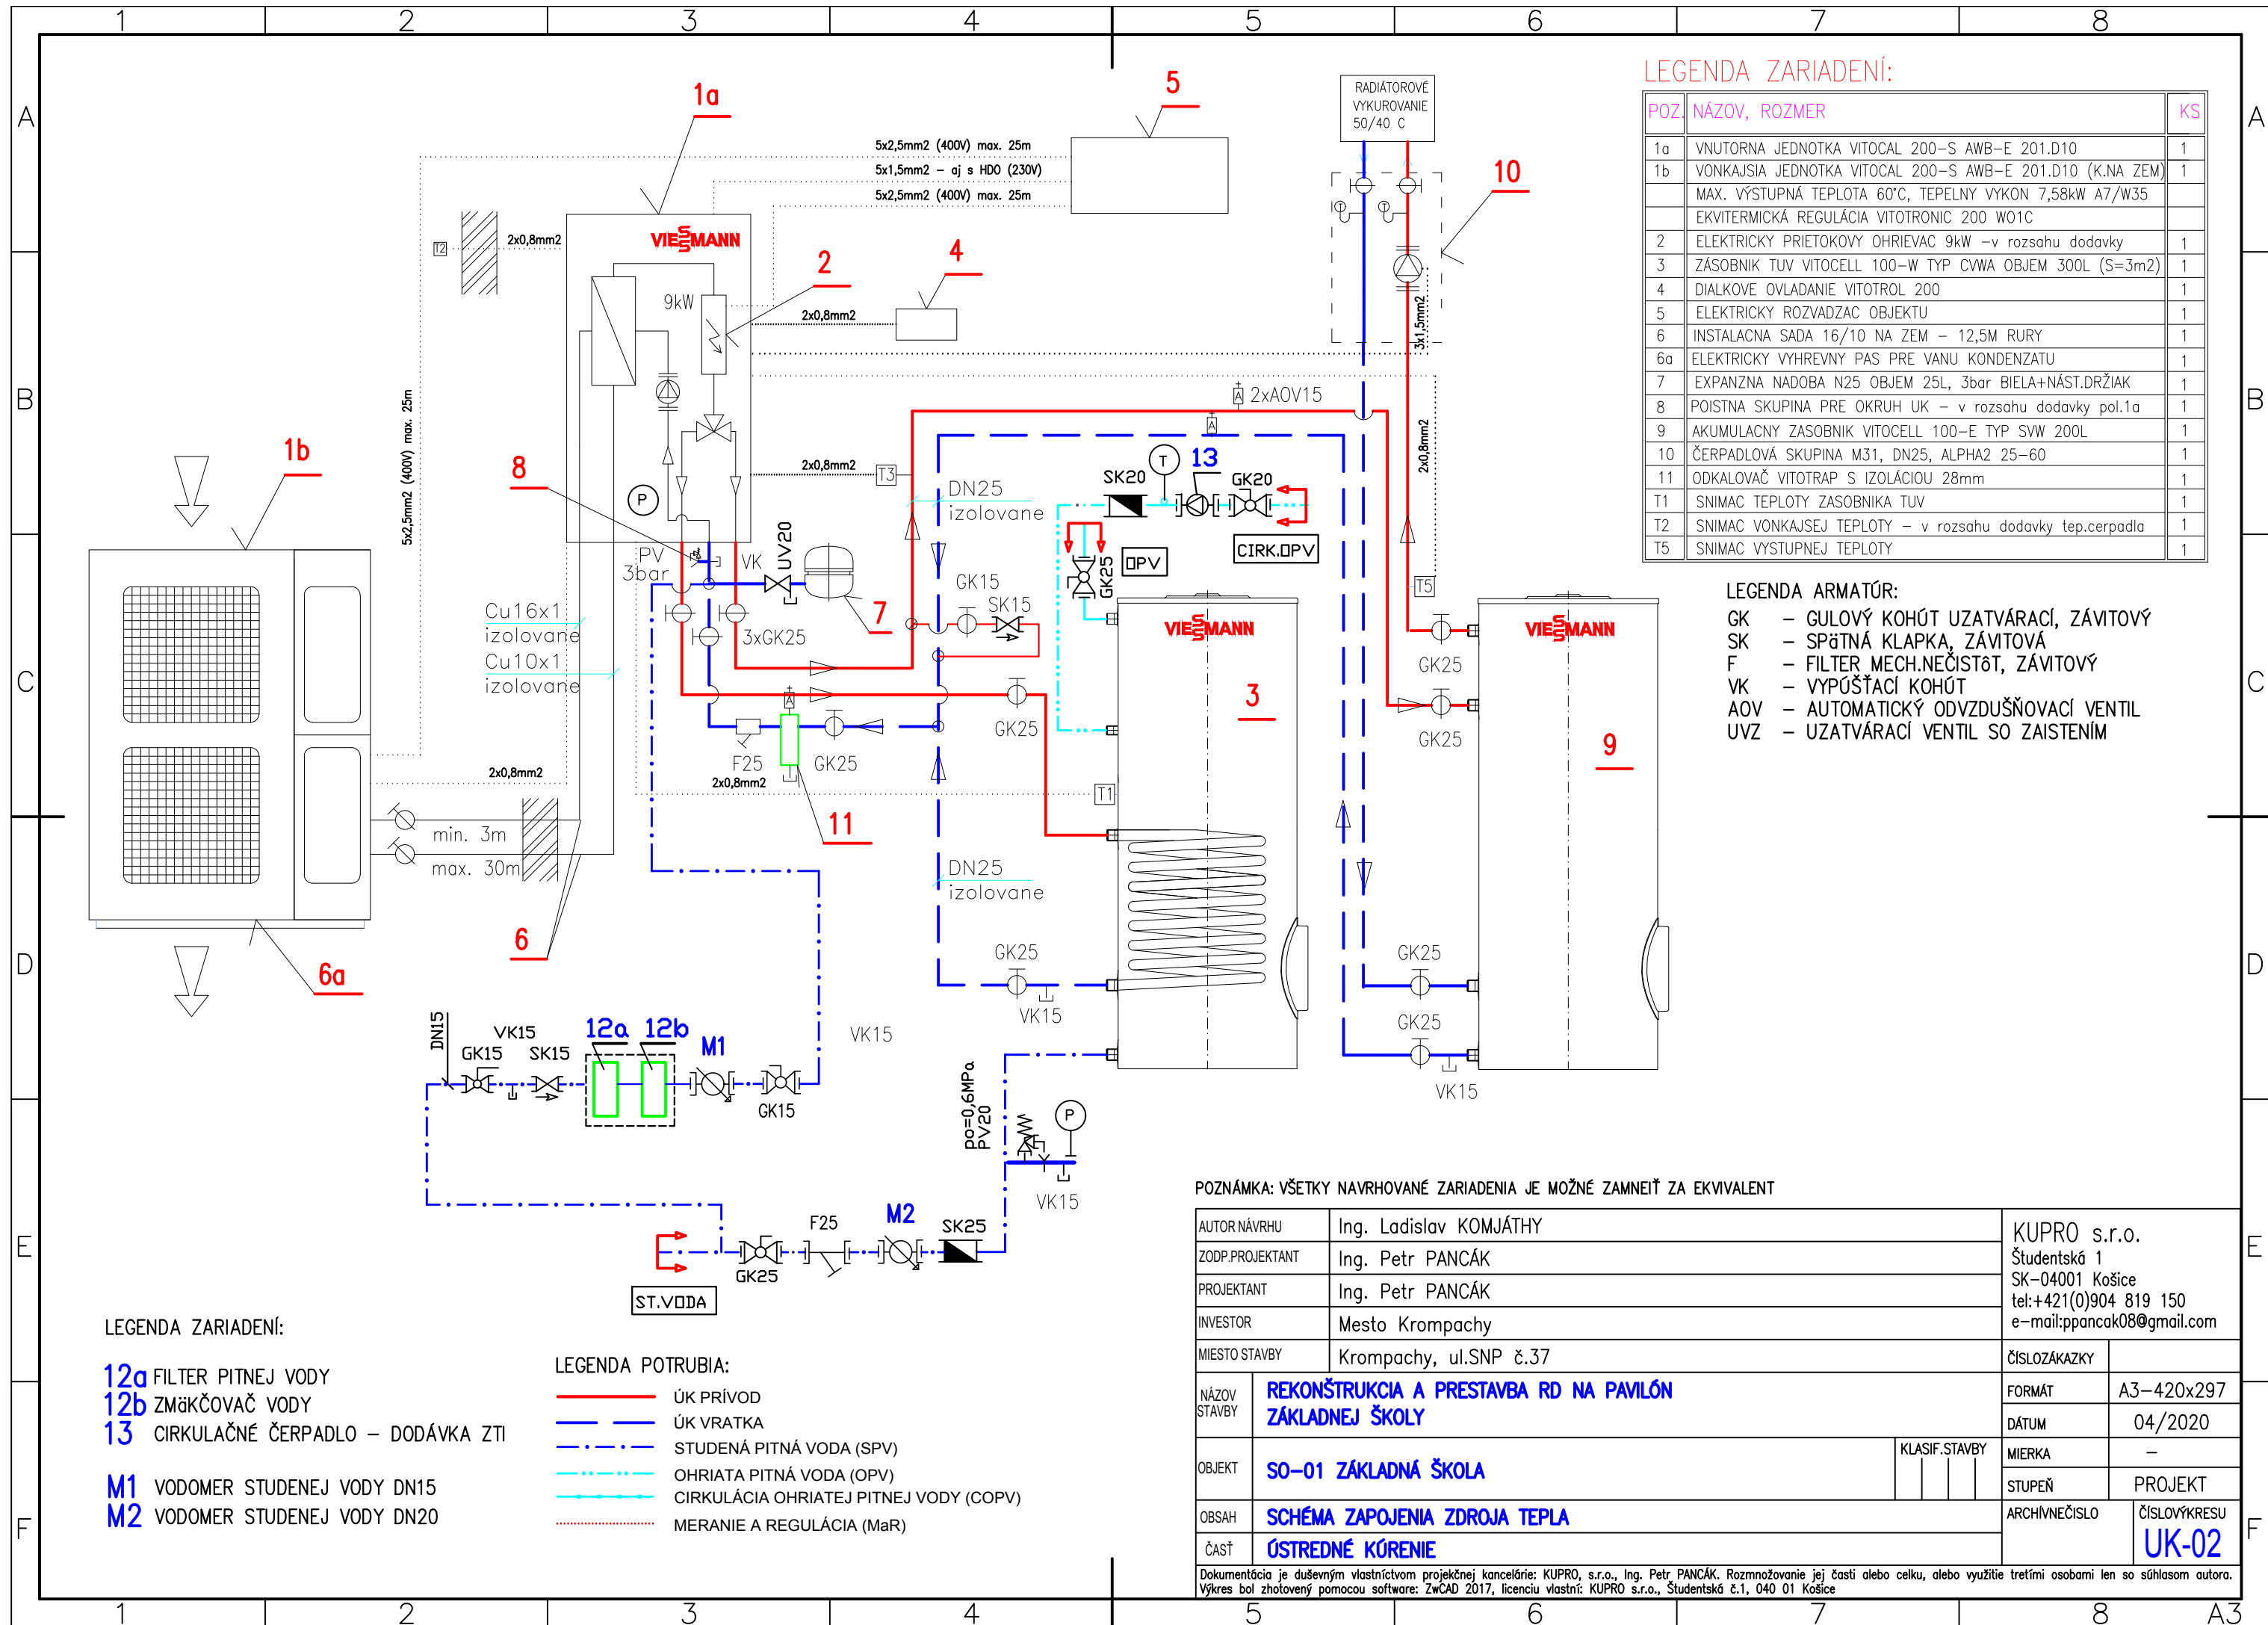 1 2 3 4 5 6 7 8
A
B
C
D
E
F
1a
5
5x2,5mm2 (400V) max. 25m
5x1,5mm2 – aj s HDO (230V)
5x2,5mm2 (400V) max. 25m
RADIÁTOROVÉ
VYKUROVANIE
50/40 C
10
T2
2x0,8mm2
VIESSMANN
2
4
9kW
2x0,8mm2
3x1,5mm2
2xAOV15
A
A
5x2,5mm2 (400V) max. 25m
1b
8
P
2x0,8mm2
T3
2x0,8mm2
DN25
izolovane
SK20
T
13
GK20
PV
3bar
VK
UV20
7
GK15
SK15
OPV
GK25
CIRK.OPV
T5
Cu16x1
izolovane
Cu10x1
izolovane
3xGK25
VIESSMANN
VIESSMANN
GK25
3
9
A
F25
GK25
GK25
GK25
2x0,8mm2
2x0,8mm2
T1
11
min. 3m
max. 30m
DN25
izolovane
6
6a
GK25
VK15
GK25
GK25
VK15
DN15
VK15
GK15
SK15
12a
12b
M1
GK15
VK15
po=0,6MPa
PV20
P
VK15
M2
F25
SK25
GK25
ST.VODA
LEGENDA ZARIADENÍ:
POZ. NÁZOV, ROZMER KS
1a VNUTORNA JEDNOTKA VITOCAL 200-S AWB-E 201.D10 1
1b VONKAJSIA JEDNOTKA VITOCAL 200-S AWB-E 201.D10 (K.NA ZEM) 1
MAX. VÝSTUPNÁ TEPLOTA 60°C, TEPELNY VYKON 7,58kW A7/W35
EKVITERMICKÁ REGULÁCIA VITOTRONIC 200 WO1C
2 ELEKTRICKY PRIETOKOVY OHRIEVAC 9kW –v rozsahu dodavky 1
3 ZÁSOBNIK TUV VITOCELL 100-W TYP CVWA OBJEM 300L (S=3m2) 1
4 DIALKOVE OVLADANIE VITOTROL 200 1
5 ELEKTRICKY ROZVADZAC OBJEKTU 1
6 INSTALACNA SADA 16/10 NA ZEM – 12,5M RURY 1
6a ELEKTRICKY VYHREVNY PAS PRE VANU KONDENZATU 1
7 EXPANZNA NADOBA N25 OBJEM 25L, 3bar BIELA+NÁST.DRŽIAK 1
8 POISTNA SKUPINA PRE OKRUH UK – v rozsahu dodavky pol.1a 1
9 AKUMULACNY ZASOBNIK VITOCELL 100-E TYP SVW 200L 1
10 ČERPADLOVÁ SKUPINA M31, DN25, ALPHA2 25-60 1
11 ODKALOVAČ VITOTRAP S IZOLÁCIOU 28mm 1
T1 SNIMAC TEPLOTY ZASOBNIKA TUV 1
T2 SNIMAC VONKAJSEJ TEPLOTY – v rozsahu dodavky tep.cerpadla 1
T5 SNIMAC VYSTUPNEJ TEPLOTY 1
LEGENDA ARMATÚR:
GK – GULOVÝ KOHÚT UZATVÁRACÍ, ZÁVITOVÝ
SK – SPäTNÁ KLAPKA, ZÁVITOVÁ
F – FILTER MECH.NEČISTôT, ZÁVITOVÝ
VK – VYPÚŠŤACÍ KOHÚT
AOV – AUTOMATICKÝ ODVZDUŠŇOVACÍ VENTIL
UVZ – UZATVÁRACÍ VENTIL SO ZAISTENÍM
LEGENDA ZARIADENÍ:
12a FILTER PITNEJ VODY
12b ZMäKČOVAČ VODY
13 CIRKULAČNÉ ČERPADLO – DODÁVKA ZTI
M1 VODOMER STUDENEJ VODY DN15
M2 VODOMER STUDENEJ VODY DN20
LEGENDA POTRUBIA:
ÚK PRÍVOD
ÚK VRATKA
STUDENÁ PITNÁ VODA (SPV)
OHRIATA PITNÁ VODA (OPV)
CIRKULÁCIA OHRIATEJ PITNEJ VODY (COPV)
MERANIE A REGULÁCIA (MaR)
POZNÁMKA: VŠETKY NAVRHOVANÉ ZARIADENIA JE MOŽNÉ ZAMNEIŤ ZA EKVIVALENT
AUTOR NÁVRHU Ing. Ladislav KOMJÁTHY
ZODP.PROJEKTANT Ing. Petr PANCÁK
PROJEKTANT Ing. Petr PANCÁK
INVESTOR Mesto Krompachy
MIESTO STAVBY Krompachy, ul.SNP č.37
KUPRO s.r.o.
Študentská 1
SK-04001 Košice
tel:+421(0)904 819 150
e-mail:ppancak08@gmail.com
ČÍSLOZÁKAZKY
NÁZOV STAVBY REKONŠTRUKCIA A PRESTAVBA RD NA PAVILÓN
ZÁKLADNEJ ŠKOLY
FORMÁT A3-420x297
DÁTUM 04/2020
OBJEKT SO-01 ZÁKLADNÁ ŠKOLA
KLASIF.STAVBY
MIERKA –
STUPEŇ PROJEKT
OBSAH SCHÉMA ZAPOJENIA ZDROJA TEPLA
ČASŤ ÚSTREDNÉ KÚRENIE
ARCHÍVNEČISLO
ČÍSLOVÝKRESU
UK-02
Dokumentácia je duševným vlastníctvom projekčnej kancelárie: KUPRO, s.r.o., Ing. Petr PANCÁK. Rozmnožovanie jej časti alebo celku, alebo využitie tretími osobami len so súhlasom autora.
Výkres bol zhotovený pomocou software: ZwCAD 2017, licenciu vlastní: KUPRO s.r.o., Študentská č.1, 040 01 Košice
A
B
C
D
E
F
1 2 3 4 5 6 7 8 A3